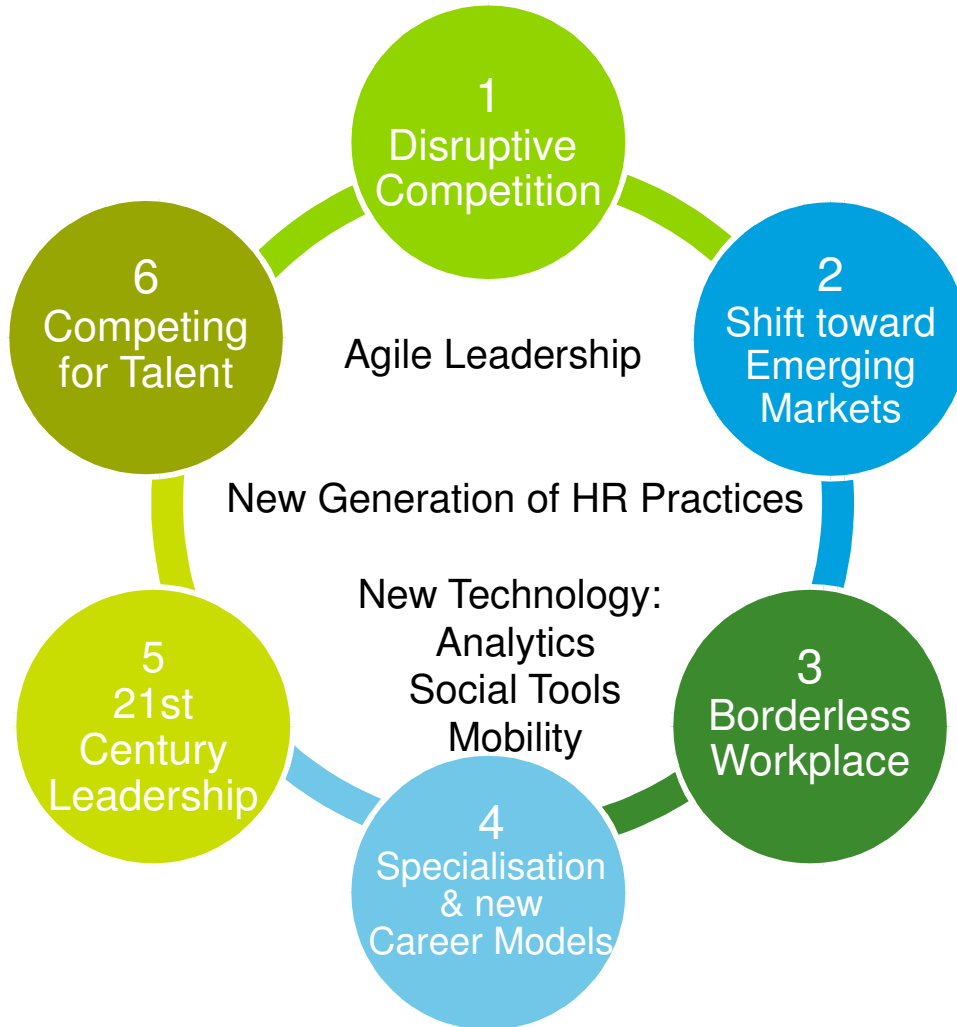 1
Disruptive
Competition
2
Shift toward
Emerging
Markets
3
Borderless
Workplace
4
Specialisation
& new
Career Models
5
21st
Century
Leadership
6
Competing
for Talent
Agile Leadership
New Generation of HR Practices
New Technology:
Analytics
Social Tools
Mobility